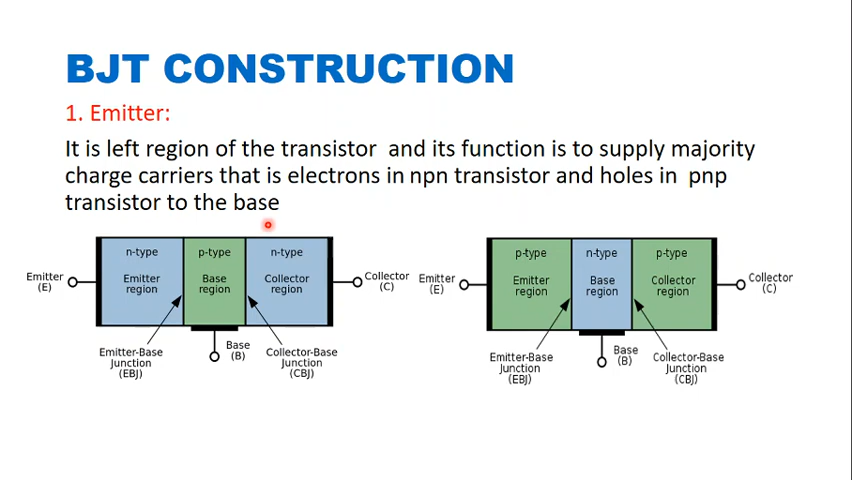 BJT CONSTRUCTION
1. Emitter:
It is left region of the transistor and its function is to supply majority
charge carriers that is electrons in npn transistor and holes in pnp
transistor to the base
n-type
p-type
n-type
Emitter
(E)
Emitter
region
Base
region
Collector
region
Collector
(C)
Emitter-Base
Junction
(EBJ)
Base
(B)
Collector-Base
Junction
(CBJ)
p-type
n-type
p-type
Emitter
(E)
Emitter
region
Base
region
Collector
region
Collector
(C)
Emitter-Base
Junction
(EBJ)
Base
(B)
Collector-Base
Junction
(CBJ)